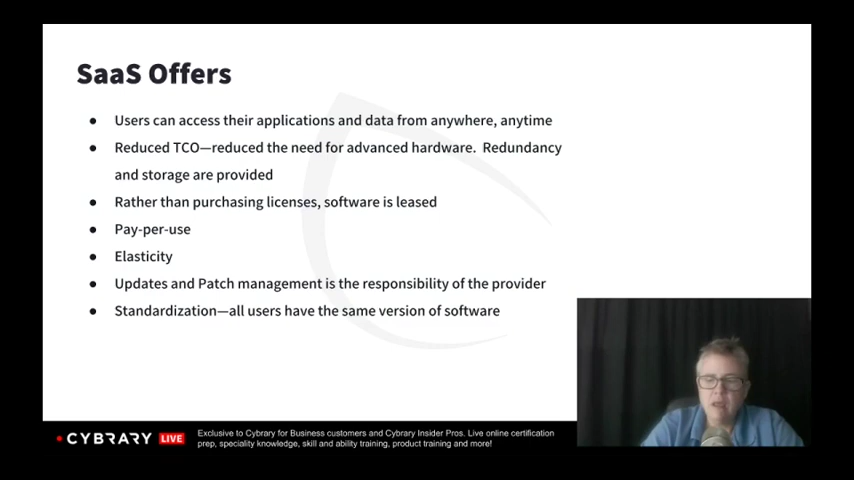 SaaS Offers
● Users can access their applications and data from anywhere, anytime
● Reduced TCO—reduced the need for advanced hardware.  Redundancy
and storage are provided
● Rather than purchasing licenses, software is leased
● Pay-per-use
● Elasticity
● Updates and Patch management is the responsibility of the provider
● Standardization—all users have the same version of software
CYBRARY LIVE
Exclusive to Cybrary for Business customers and Cybrary Insider Pros. Live online certification
prep, speciality knowledge, skill and ability training, product training and more!